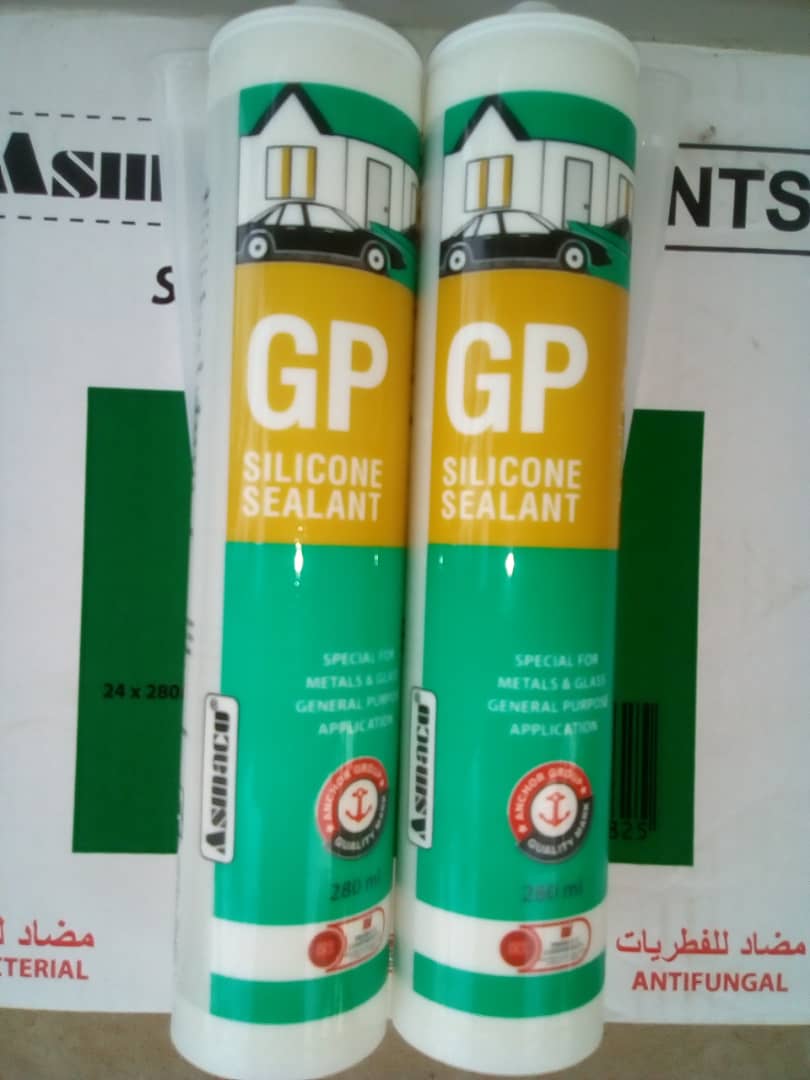 Asm
NTS
S
GP
SILICONE
SEALANT
SPECIAL FOR
METALS & GLASS
GENERAL PURPOSE
APPLICATION
Asmaco
ANCHOR GROUP
QUALITY MARK
280 ml
GP
SILICONE
SEALANT
SPECIAL FOR
METALS & GLASS
GENERAL PURPOSE
APPLICATION
Asmaco
ANCHOR GROUP
QUALITY MARK
280 ml
24 x 280
825
مضاد لل
CTERIAL
مضاد للفطريات
ANTIFUNGAL